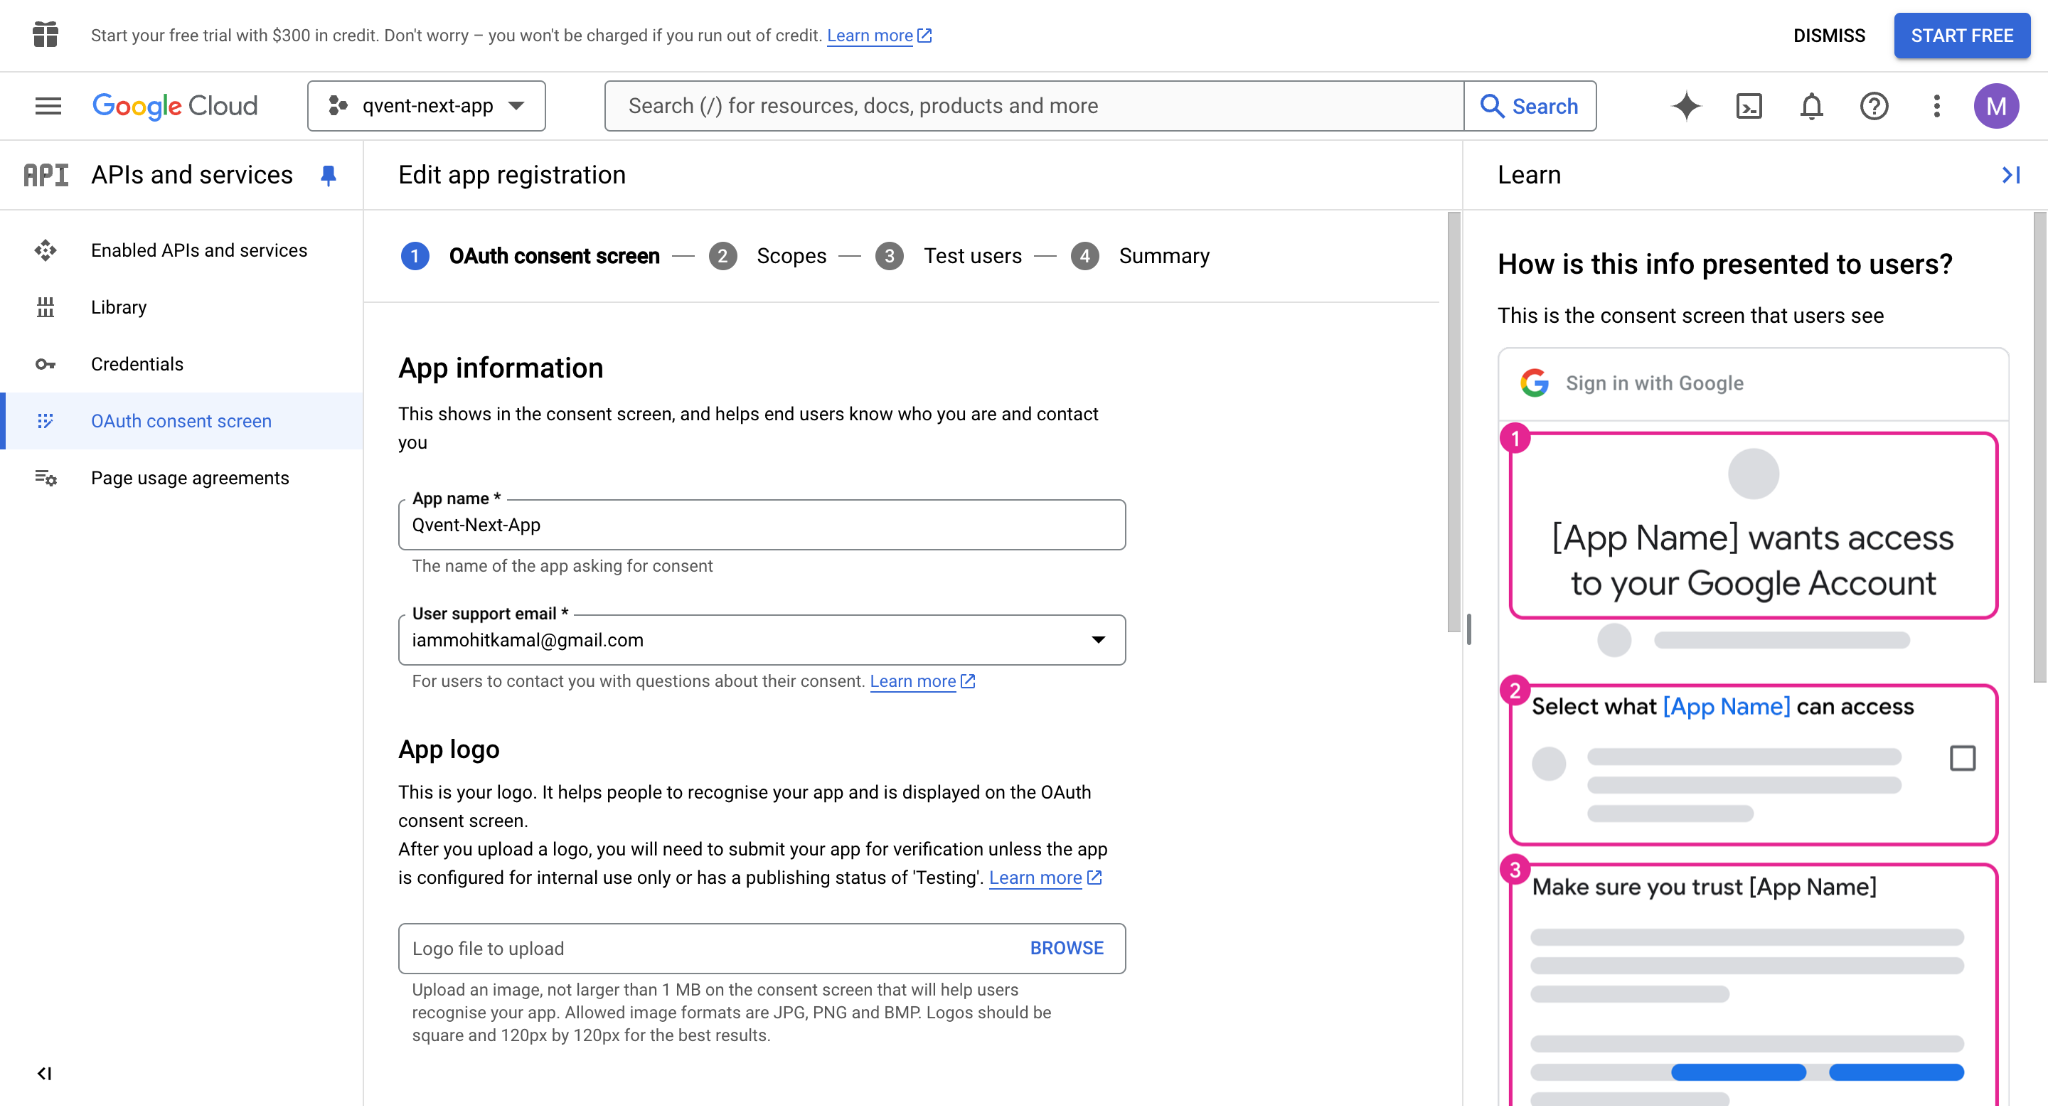 Start your free trial with $300 in credit. Don't worry – you won't be charged if you run out of credit. Learn more
DISMISS
START FREE
Google Cloud
qvent-next-app
Search (/) for resources, docs, products and more
Search
M
API
APIs and services
Enabled APIs and services
Library
Credentials
OAuth consent screen
Page usage agreements
Edit app registration
1 OAuth consent screen — 2 Scopes — 3 Test users — 4 Summary
App information
This shows in the consent screen, and helps end users know who you are and contact
you
App name *
Qvent-Next-App
The name of the app asking for consent
User support email *
iammohitkamal@gmail.com
For users to contact you with questions about their consent. Learn more
App logo
This is your logo. It helps people to recognise your app and is displayed on the OAuth
consent screen.
After you upload a logo, you will need to submit your app for verification unless the app
is configured for internal use only or has a publishing status of 'Testing'. Learn more
Logo file to upload
BROWSE
Upload an image, not larger than 1 MB on the consent screen that will help users
recognise your app. Allowed image formats are JPG, PNG and BMP. Logos should be
square and 120px by 120px for the best results.
Learn
How is this info presented to users?
This is the consent screen that users see
G Sign in with Google
1
[App Name] wants access
to your Google Account
2
Select what [App Name] can access
3
Make sure you trust [App Name]